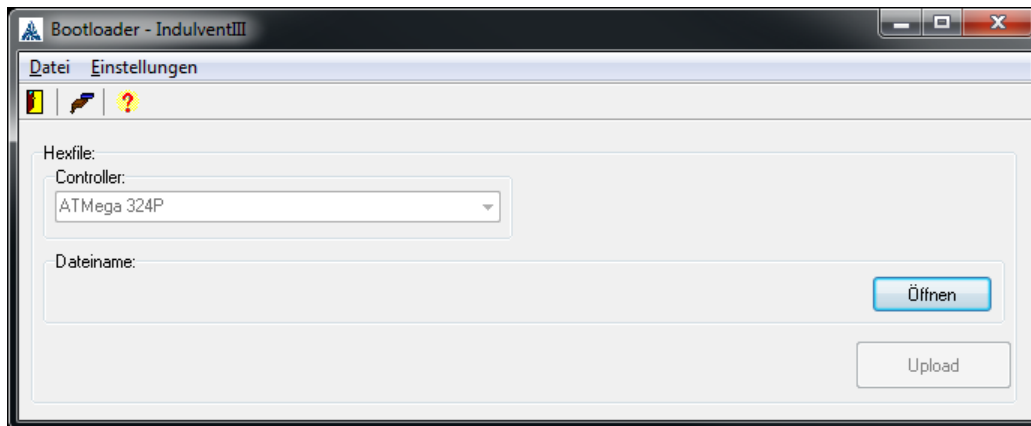 Bootloader - IndulventIII
Datei Einstellungen
?
Hexfile:
Controller:
ATMega 324P
Dateiname:
Öffnen
Upload